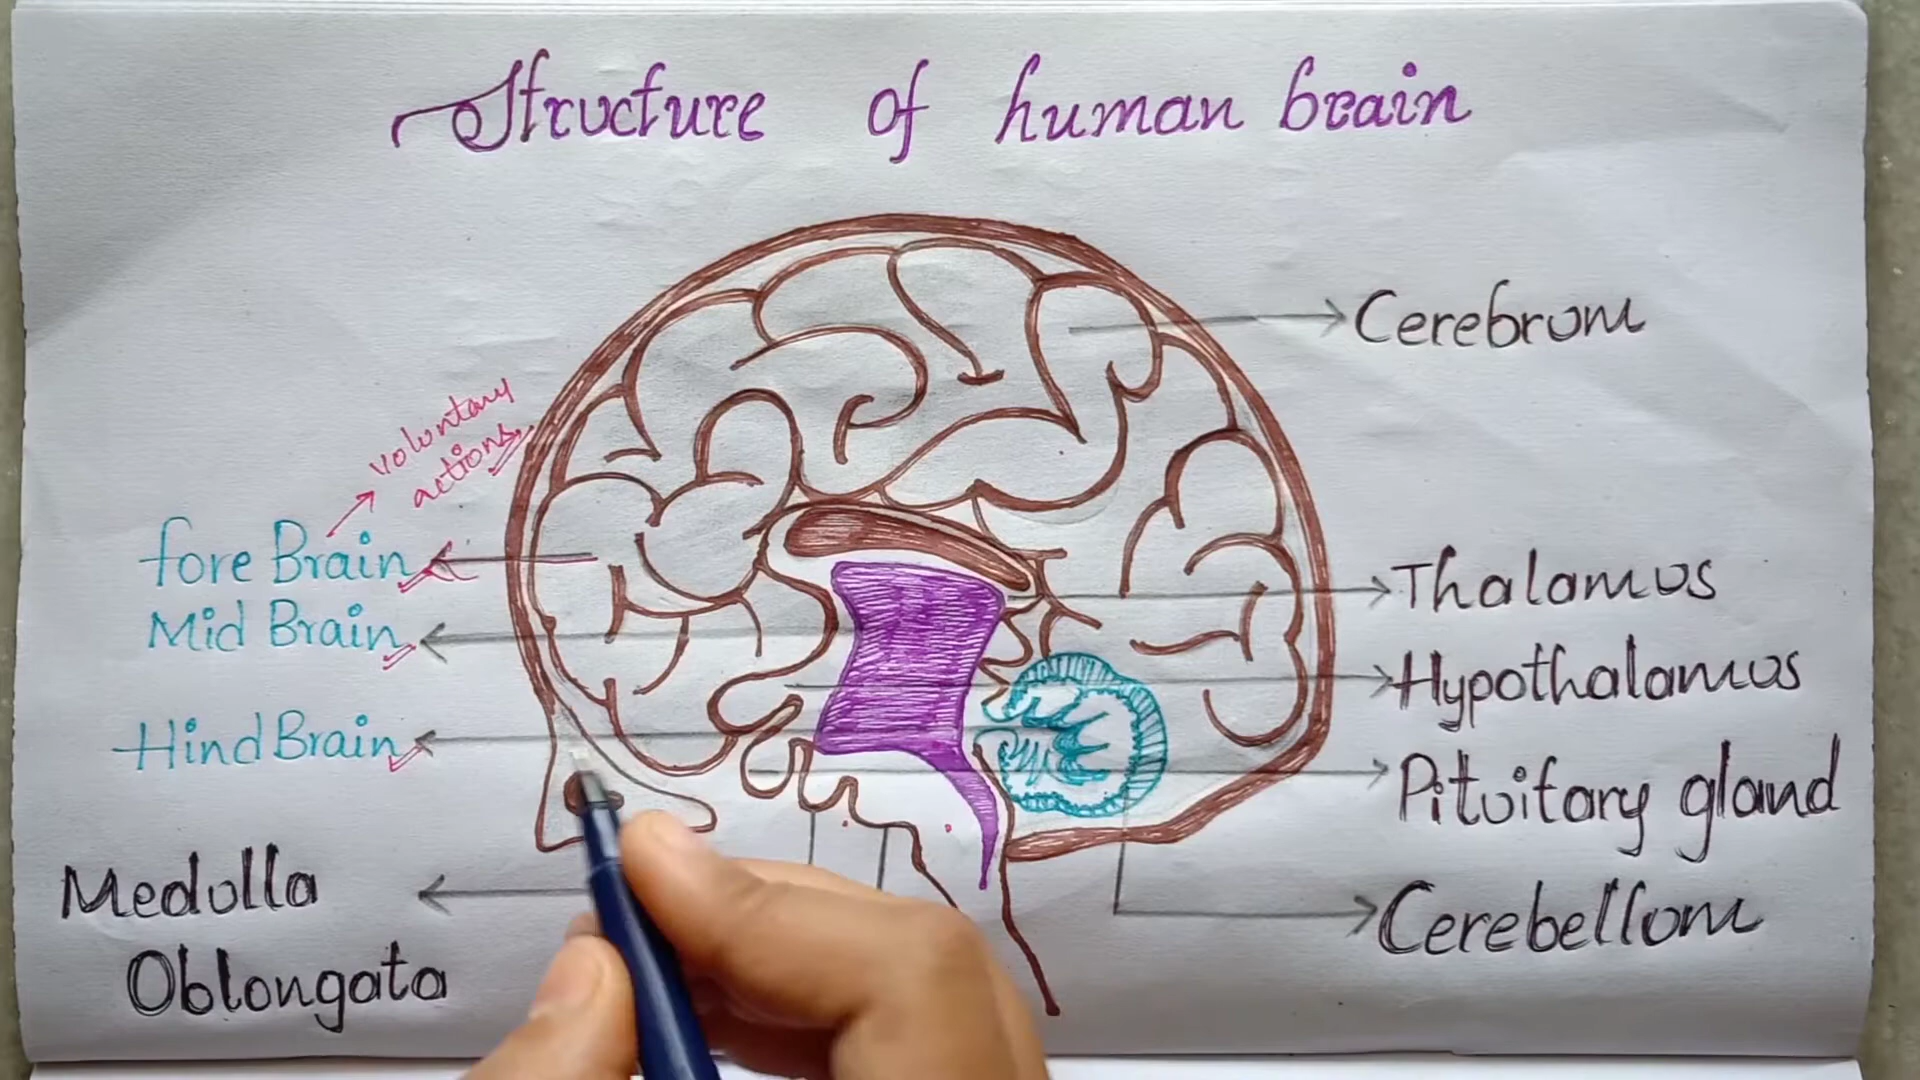 Structure of human brain
Cerebrum
voluntary
actions
fore Brain
Mid Brain
Hind Brain
Thalamus
Hypothalamus
Pituitary gland
Medulla
Oblongata
Cerebellum